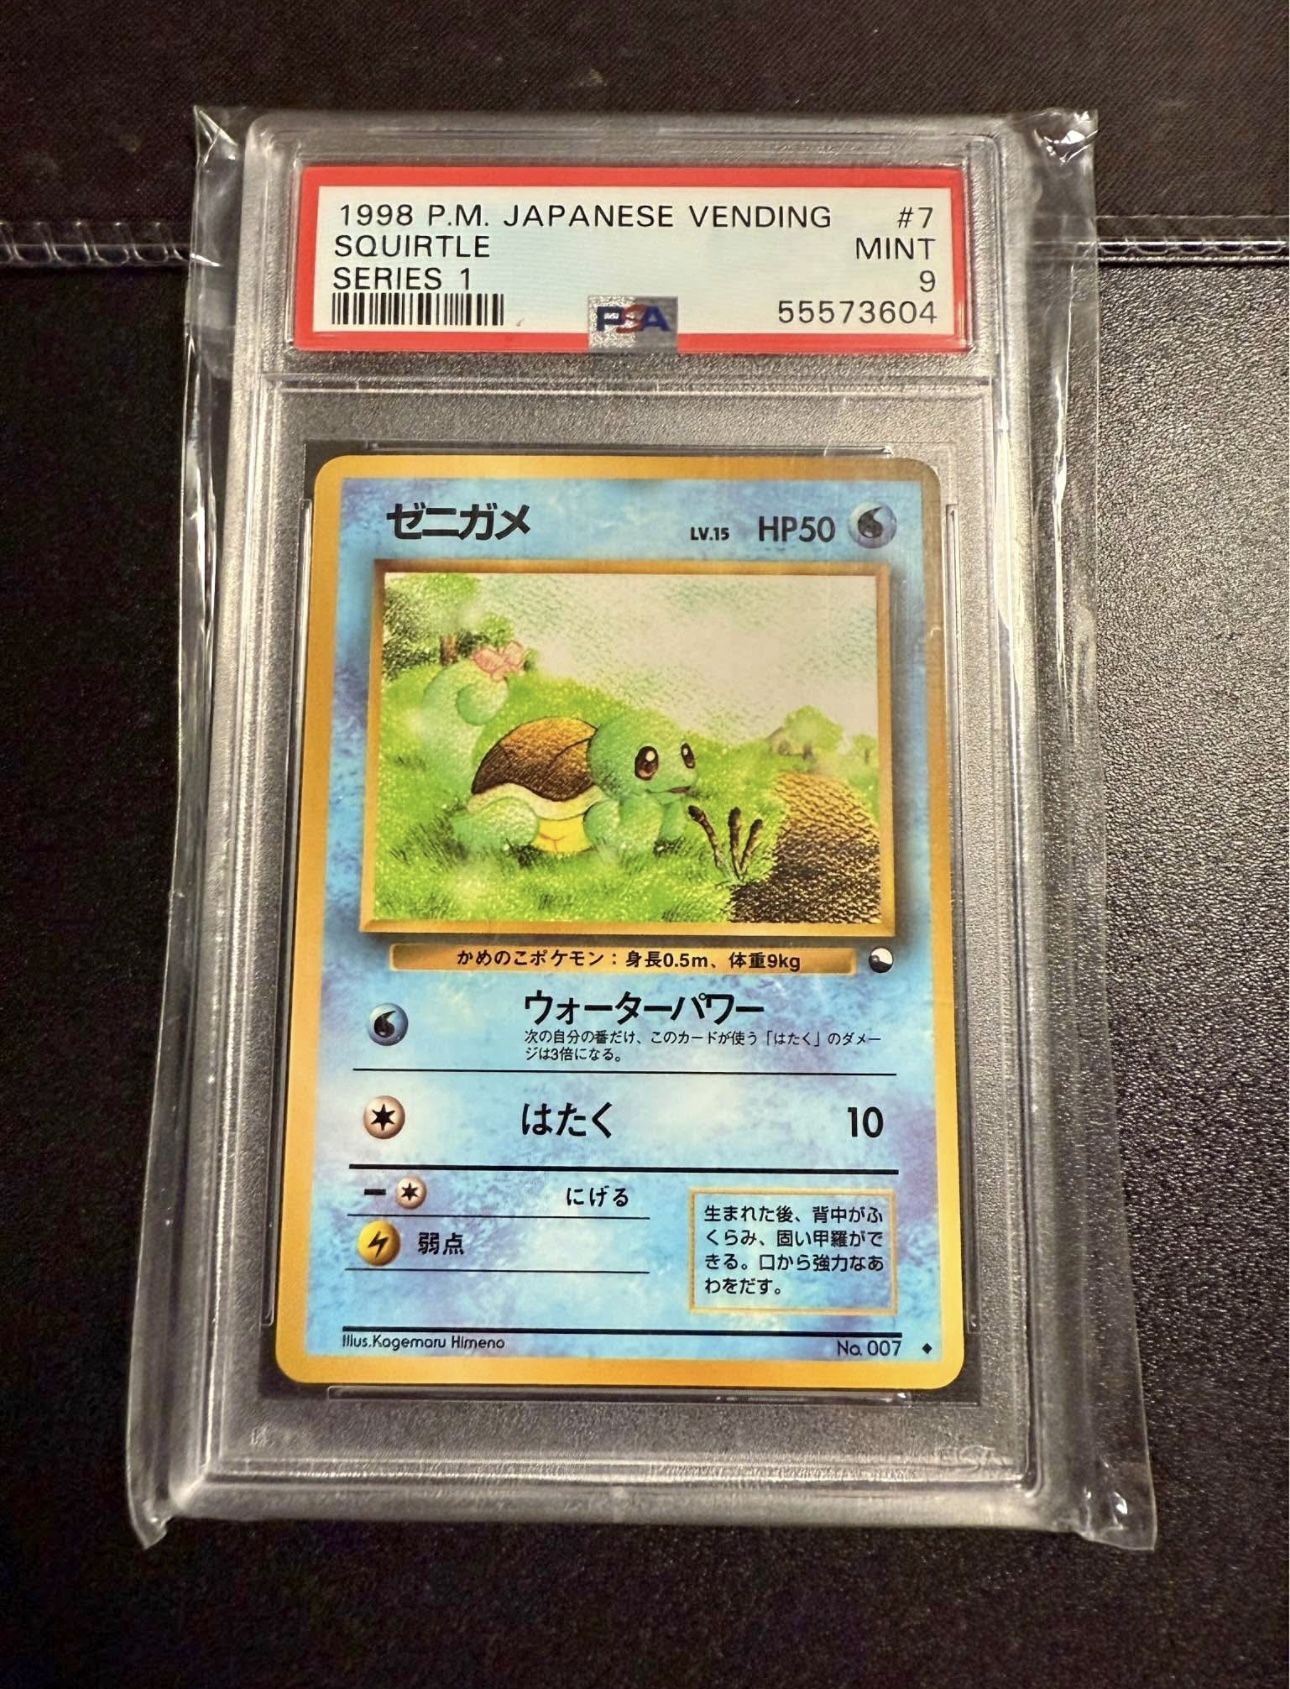 1998 P.M. JAPANESE VENDING #7
SQUIRTLE MINT
SERIES 1 9
PSA 55573604
ゼニガメ LV.15 HP50
かめのこポケモン：身長0.5m、体重9kg
ウォーターパワー
次の自分の番だけ、このカードが使う「はたく」のダメー
ジは3倍になる。
はたく 10
にげる
弱点
生まれた後、背中がふ
くらみ、固い甲羅がで
きる。口から強力なあ
わをだす。
Illus.Kagemaru Himeno No.007
PSA